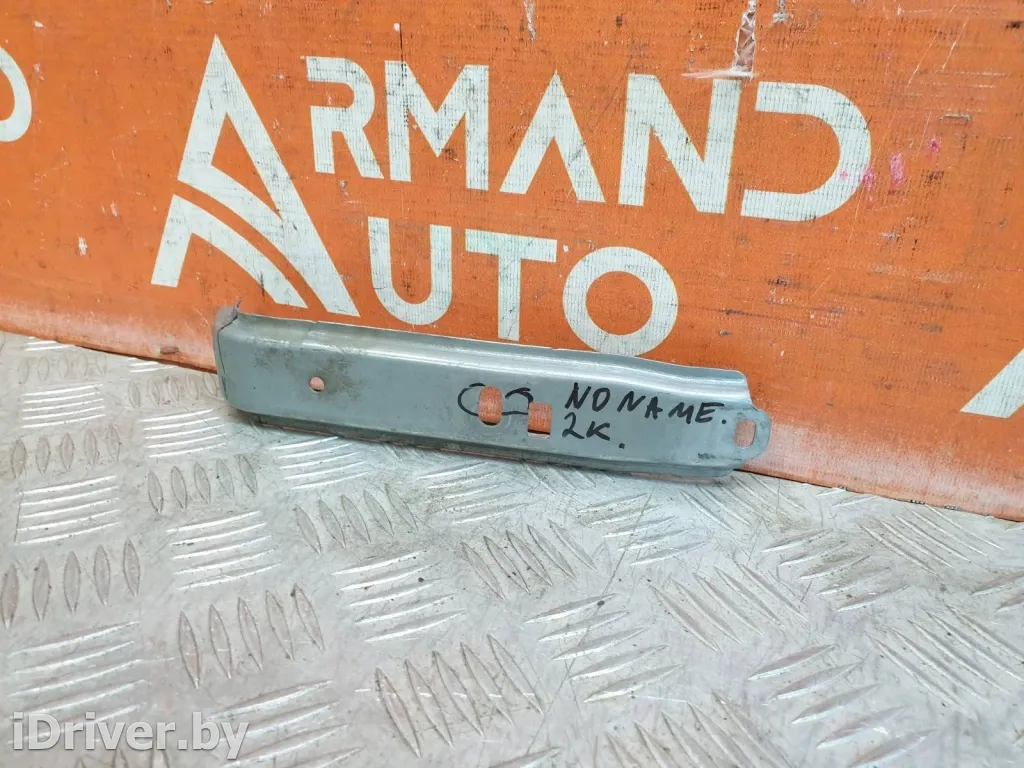 ARMAND
AUTO
NONAME.
2K.
iDriver.by